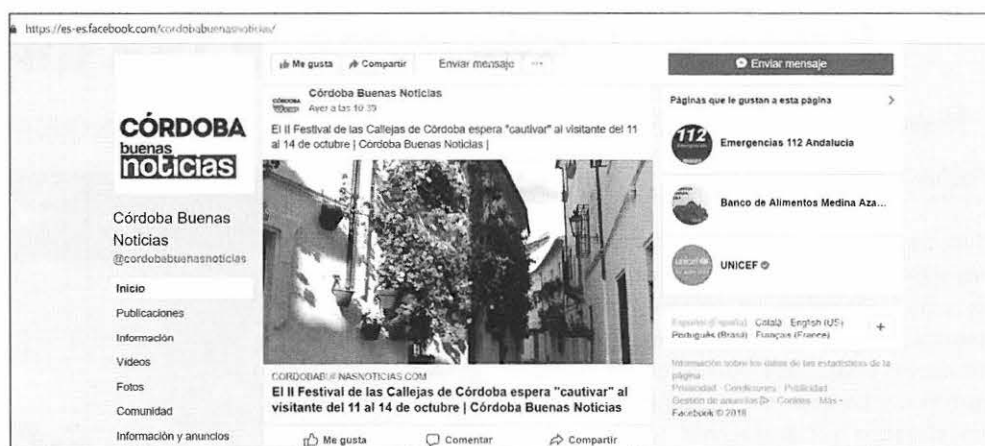 https://es-es.facebook.com/cordobabuenasnoticias/
CÓRDOBA
buenas
noticias
Córdoba Buenas
Noticias
@cordobabuenasnoticias
Inicio
Publicaciones
Información
Vídeos
Fotos
Comunidad
Información y anuncios
Me gusta Compartir Enviar mensaje ...
Córdoba Buenas Noticias
Ayer a las 10:39
El II Festival de las Callejas de Córdoba espera "cautivar" al visitante del 11
al 14 de octubre | Córdoba Buenas Noticias |
CORDOBABUENASNOTICIAS.COM
El II Festival de las Callejas de Córdoba espera "cautivar" al
visitante del 11 al 14 de octubre | Córdoba Buenas Noticias
Me gusta Comentar Compartir
Enviar mensaje
Páginas que le gustan a esta página
112
Emergencias 112 Andalucía
Banco de Alimentos Medina Aza...
unicef
UNICEF
Español (España) · Català · English (US)
Português (Brasil) · Français (France)
+
Información sobre los datos de las estadísticas de la
página
Privacidad · Condiciones · Publicidad
Gestión de anuncios · Cookies · Más
Facebook © 2018